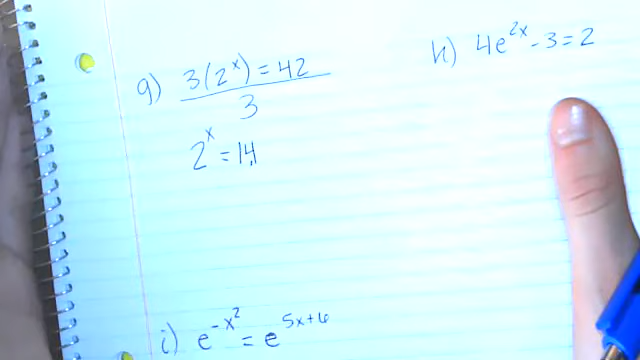 g) 3(2^x) = 42
3
2^x = 14
h) 4e^{2x} - 3 = 2
i) e^{-x^2} = e^{5x+6}